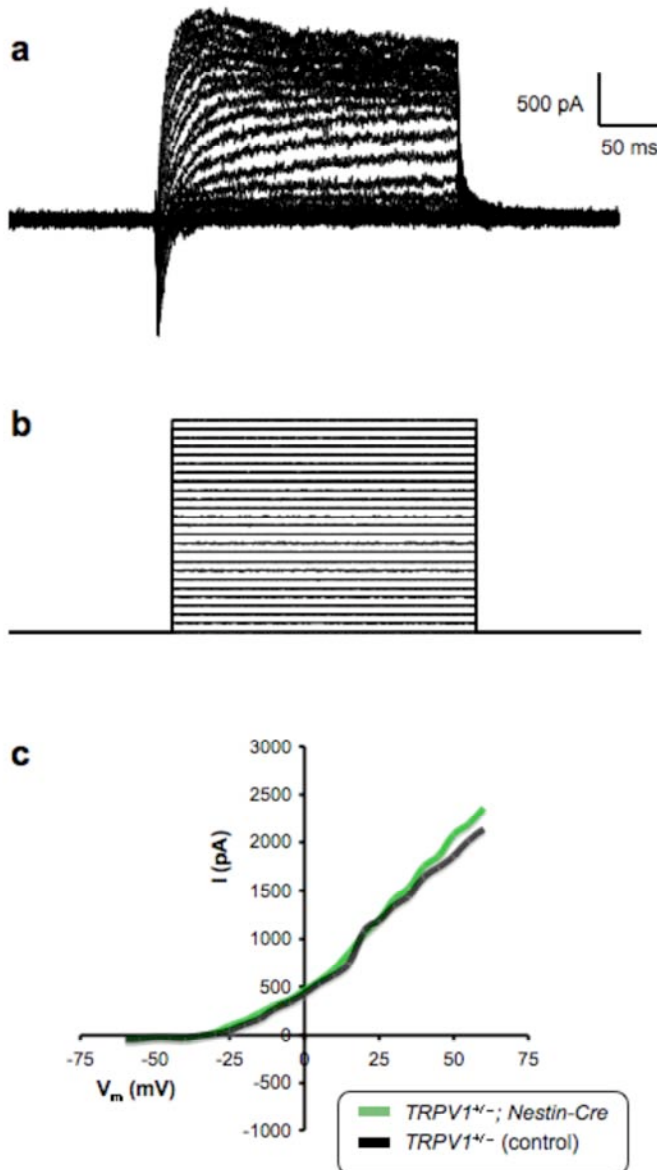 a
500 pA
50 ms
b
c
3000
2500
2000
1500
1000
500
0
-500
-1000
I (pA)
-75 -50 -25 0 25 50 75
Vm (mV)
TRPV1+/-; Nestin-Cre
TRPV1+/- (control)